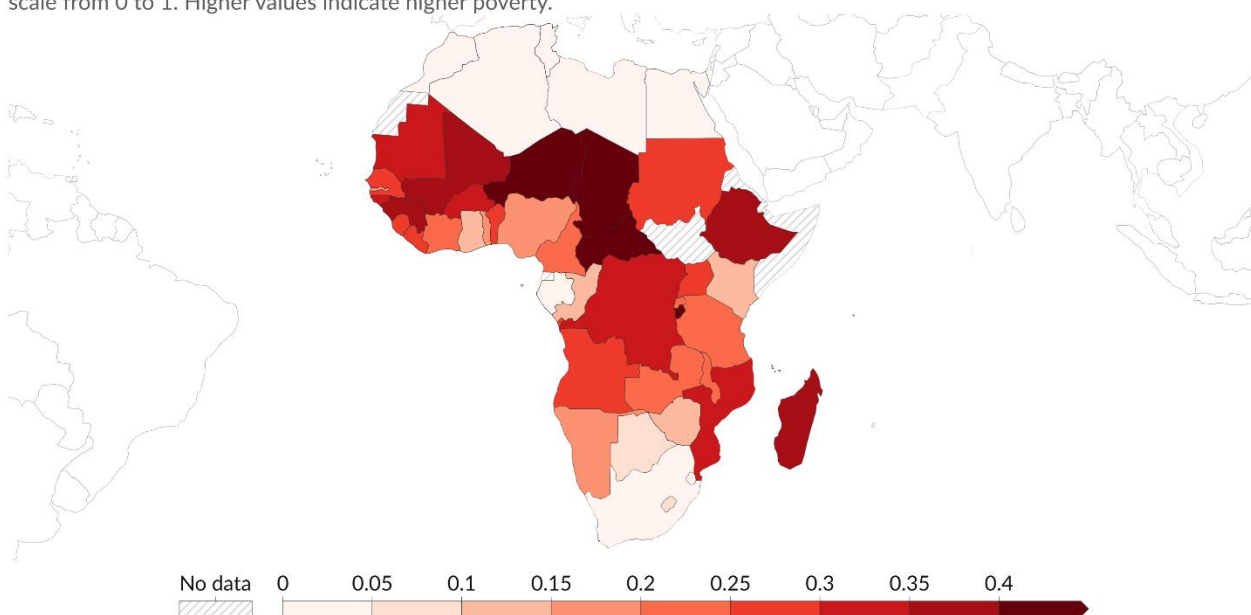 scale from 0 to 1. Higher values indicate higher poverty.
No data 0 0.05 0.1 0.15 0.2 0.25 0.3 0.35 0.4